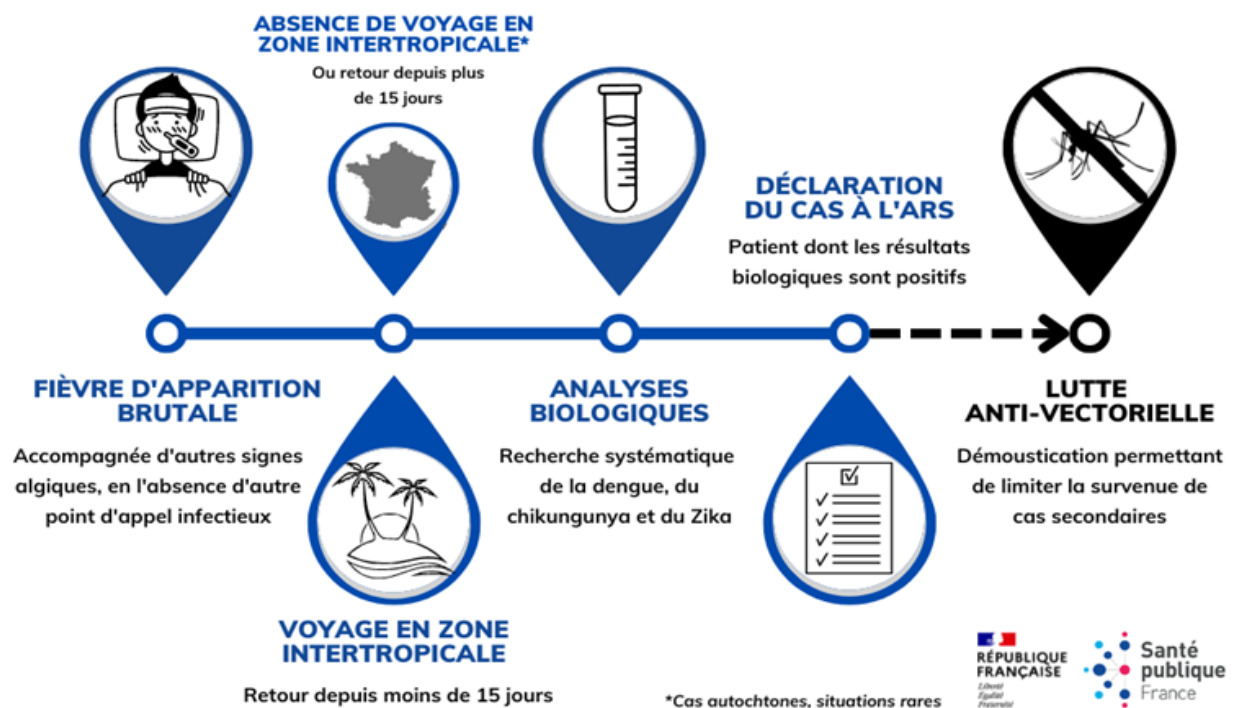 ABSENCE DE VOYAGE EN
ZONE INTERTROPICALE*
Ou retour depuis plus
de 15 jours
DÉCLARATION
DU CAS À L'ARS
Patient dont les résultats
biologiques sont positifs
FIÈVRE D'APPARITION
BRUTALE
Accompagnée d'autres signes
algiques, en l'absence d'autre
point d'appel infectieux
ANALYSES
BIOLOGIQUES
Recherche systématique
de la dengue, du
chikungunya et du Zika
LUTTE
ANTI-VECTORIELLE
Démoustication permettant
de limiter la survenue de
cas secondaires
VOYAGE EN ZONE
INTERTROPICALE
Retour depuis moins de 15 jours
*Cas autochtones, situations rares
RÉPUBLIQUE
FRANÇAISE
Liberté
Égalité
Fraternité
Santé
publique
France